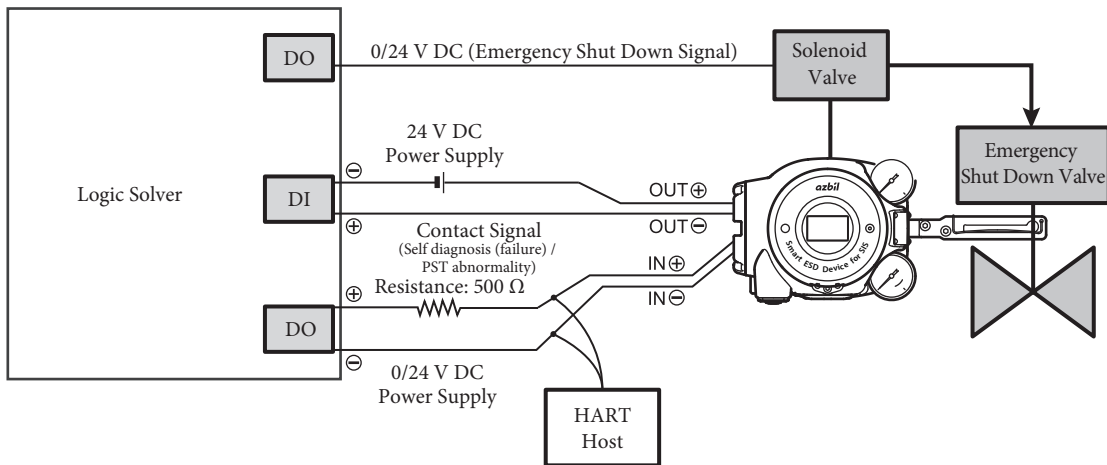 DO
0/24 V DC (Emergency Shut Down Signal)
Solenoid
Valve
24 V DC
Power Supply
Emergency
Shut Down Valve
Logic Solver
DI
⊖
⊕
OUT⊕
OUT⊖
azbil
Smart ESD Device for SIS
Contact Signal
(Self diagnosis (failure) /
PST abnormality)
Resistance: 500 Ω
IN⊕
IN⊖
DO
⊕
⊖
0/24 V DC
Power Supply
HART
Host